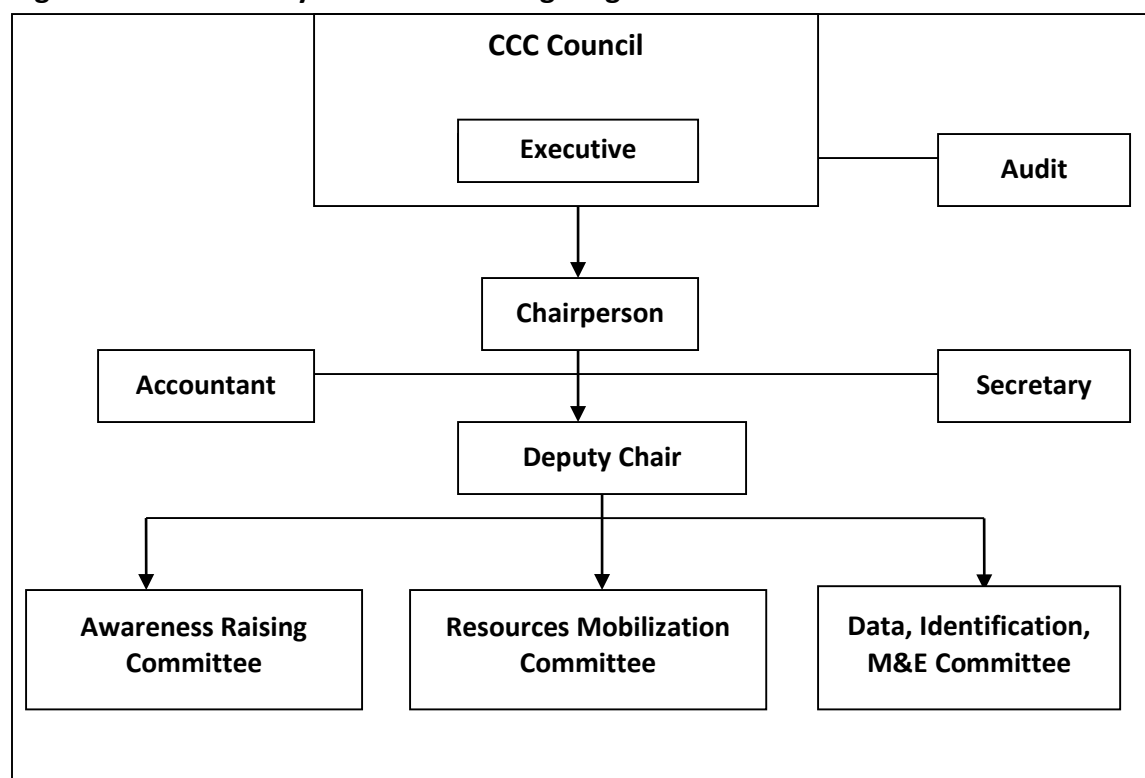 CCC Council
Executive
Audit
Chairperson
Accountant
Secretary
Deputy Chair
Awareness Raising
Committee
Resources Mobilization
Committee
Data, Identification,
M&E Committee